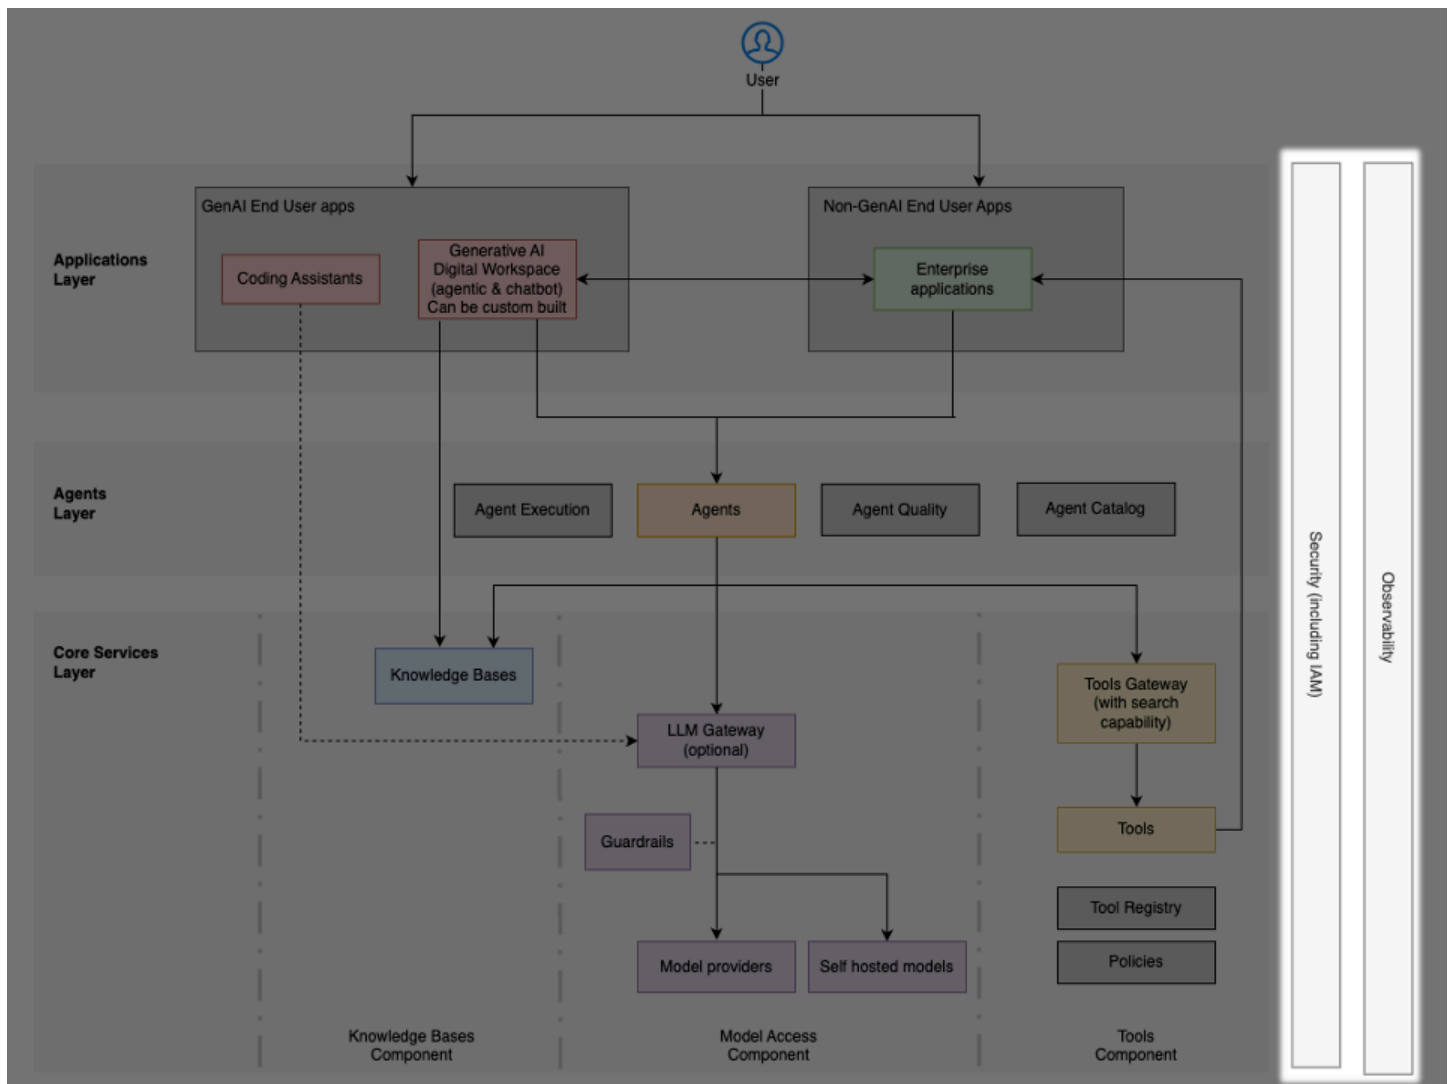 User
GenAI End User apps
Non-GenAI End User Apps
Applications
Layer
Coding Assistants
Generative AI
Digital Workspace
(agentic & chatbot)
Can be custom built
Enterprise
applications
Agents
Layer
Agent Execution
Agents
Agent Quality
Agent Catalog
Security (including IAM)
Observability
Core Services
Layer
Knowledge Bases
LLM Gateway
(optional)
Tools Gateway
(with search
capability)
Guardrails
Tools
Tool Registry
Model providers
Self hosted models
Policies
Knowledge Bases
Component
Model Access
Component
Tools
Component